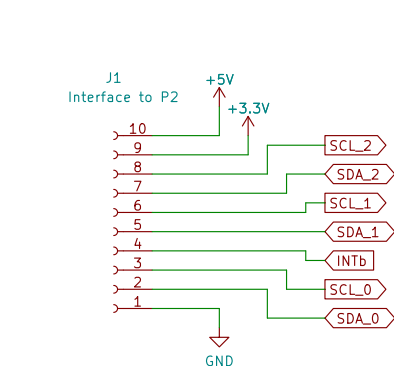 J1
Interface to P2
+5V
+3.3V
10
9
8
7
6
5
4
3
2
1
SCL_2
SDA_2
SCL_1
SDA_1
INTb
SCL_0
SDA_0
GND